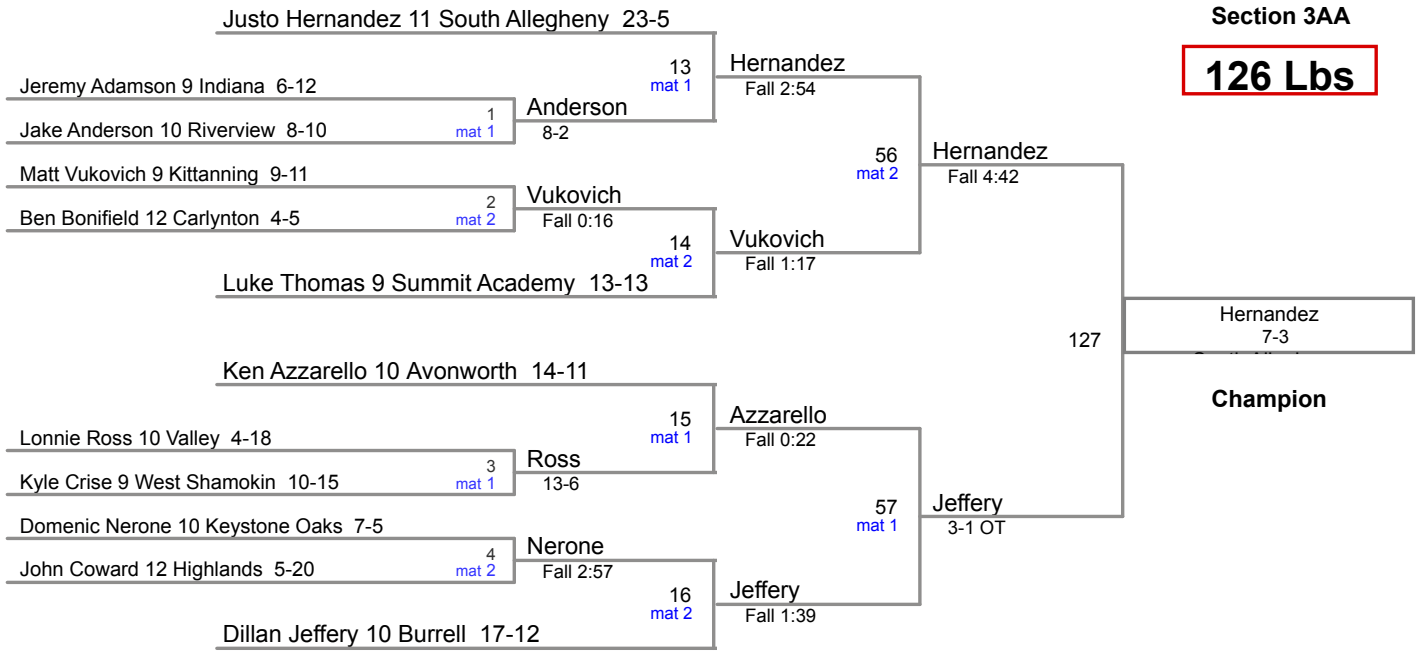 Justo Hernandez 11 South Allegheny 23-5
Section 3AA
126 Lbs
13
mat 1
Hernandez
Fall 2:54
Jeremy Adamson 9 Indiana 6-12
1
mat 1
Anderson
8-2
Jake Anderson 10 Riverview 8-10
56
mat 2
Hernandez
Fall 4:42
Matt Vukovich 9 Kittanning 9-11
2
mat 2
Vukovich
Fall 0:16
Ben Bonifield 12 Carlynton 4-5
14
mat 2
Vukovich
Fall 1:17
Luke Thomas 9 Summit Academy 13-13
127
Hernandez
7-3
Champion
Ken Azzarello 10 Avonworth 14-11
15
mat 1
Azzarello
Fall 0:22
Lonnie Ross 10 Valley 4-18
3
mat 1
Ross
13-6
Kyle Crise 9 West Shamokin 10-15
57
mat 1
Jeffery
3-1 OT
Domenic Nerone 10 Keystone Oaks 7-5
4
mat 2
Nerone
Fall 2:57
John Coward 12 Highlands 5-20
16
mat 2
Jeffery
Fall 1:39
Dillan Jeffery 10 Burrell 17-12